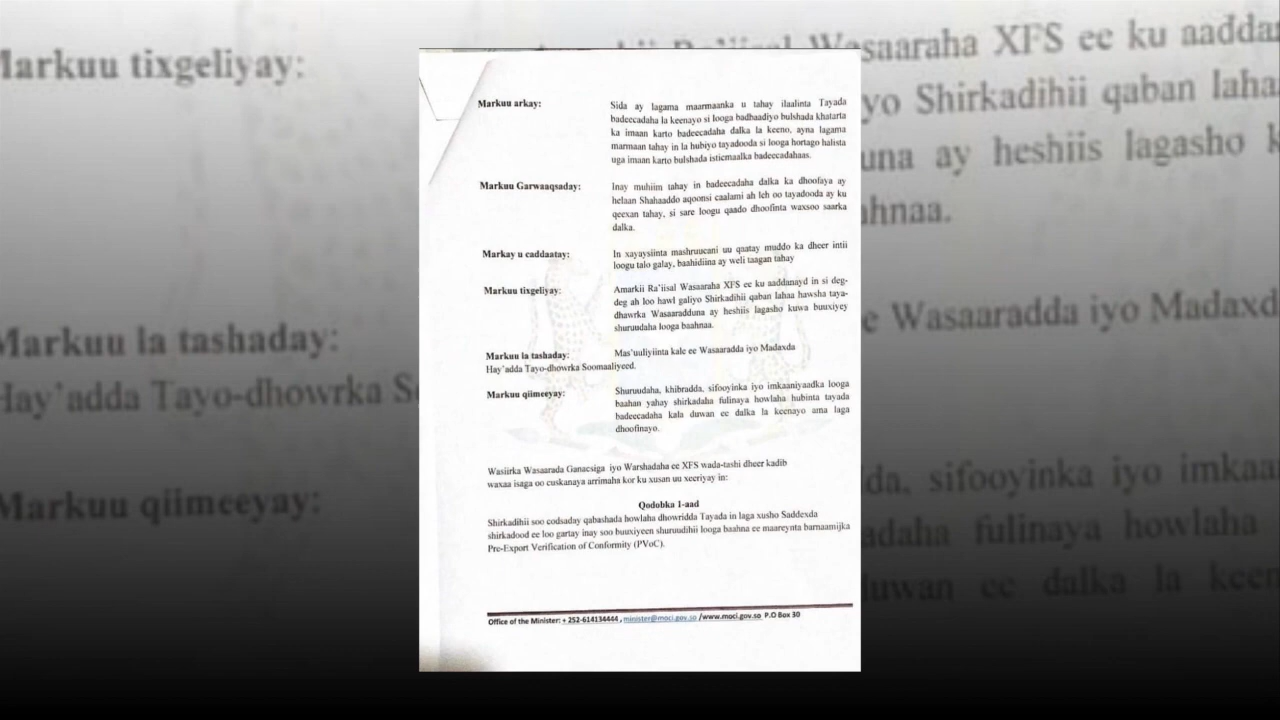 Markuu arkay: Sida ay lagama maarmaanka u tahay ilaalinta Tayada
badeecadaha la keenayo si looga badbaadiyo bulshada khatarta
ka imaan karto badeecadaha dalka la keeno, ayna lagama
marmaan tahay in la hubiyo tayadooda si looga hortago halista
uga imaan karto bulshada isticmaalka badeecadahaas.
Markuu Garwaaqsaday: Inay muhiim tahay in badeecadaha dalka ka dhoofaya ay
helaan Shahaaddo aqoonsi caalami ah leh oo tayadooda ay ku
qeexan tahay, si sare loogu qaado dhoofinta waxsoo saarka
dalka.
Markay u caddaatay: In xayaysiinta mashruucani uu qaatay muddo ka dheer intii
loogu talo galay, baahidiina ay weli taagan tahay
Markuu tixgeliyay: Amarkii Ra'iisal Wasaaraha XFS ee ku aaddanayd in si deg-
deg ah loo hawl galiyo Shirkadihii qaban lahaa hawsha taya-
dhawrka Wasaaradduna ay heshiis lagasho kuwa buuxiyey
shuruudaha looga baahnaa.
Markuu la tashaday: Mas'uuliyiinta kale ee Wasaaradda iyo Madaxda
Hay'adda Tayo-dhowrka Soomaaliyeed.
Markuu qiimeeyay: Shuruudaha, khibradda, sifooyinka iyo imkaaniyaadka looga
baahan yahay shirkadaha fulinaya howlaha hubinta tayada
badeecadaha kala duwan ee dalka la keenayo ama laga
dhoofinayo.
Wasiirka Wasaarada Ganacsiga iyo Warshadaha ee XFS wada-tashi dheer kadib
waxaa isaga oo cuskanaya arrimaha kor ku xusan uu xeeriyay in:
Qodobka 1-aad
Shirkadihii soo codsaday qabashada howlaha dhowridda Tayada in laga xusho Saddexda
shirkadood ee loo gartay inay soo buuxiyeen shuruudihii looga baahna ee maareynta barnaamijka
Pre-Export Verification of Conformity (PVoC).
Office of the Minister: + 252-614134444 , minister@moci.gov.so /www.moci.gov.so P.O Box 30
Markuu tixgeliyay:
Wasaaraha XFS ee ku aaddan
iyo Shirkadihii qaban lahaa
una ay heshiis lagasho k
ahnaa.
Markuu la tashaday:
e Wasaaradda iyo Madaxd
Hay'adda Tayo-dhowrka S
Markuu qiimeeyay:
da, sifooyinka iyo imkaa
adaha fulinaya howlaha
duwan ee dalka la keen